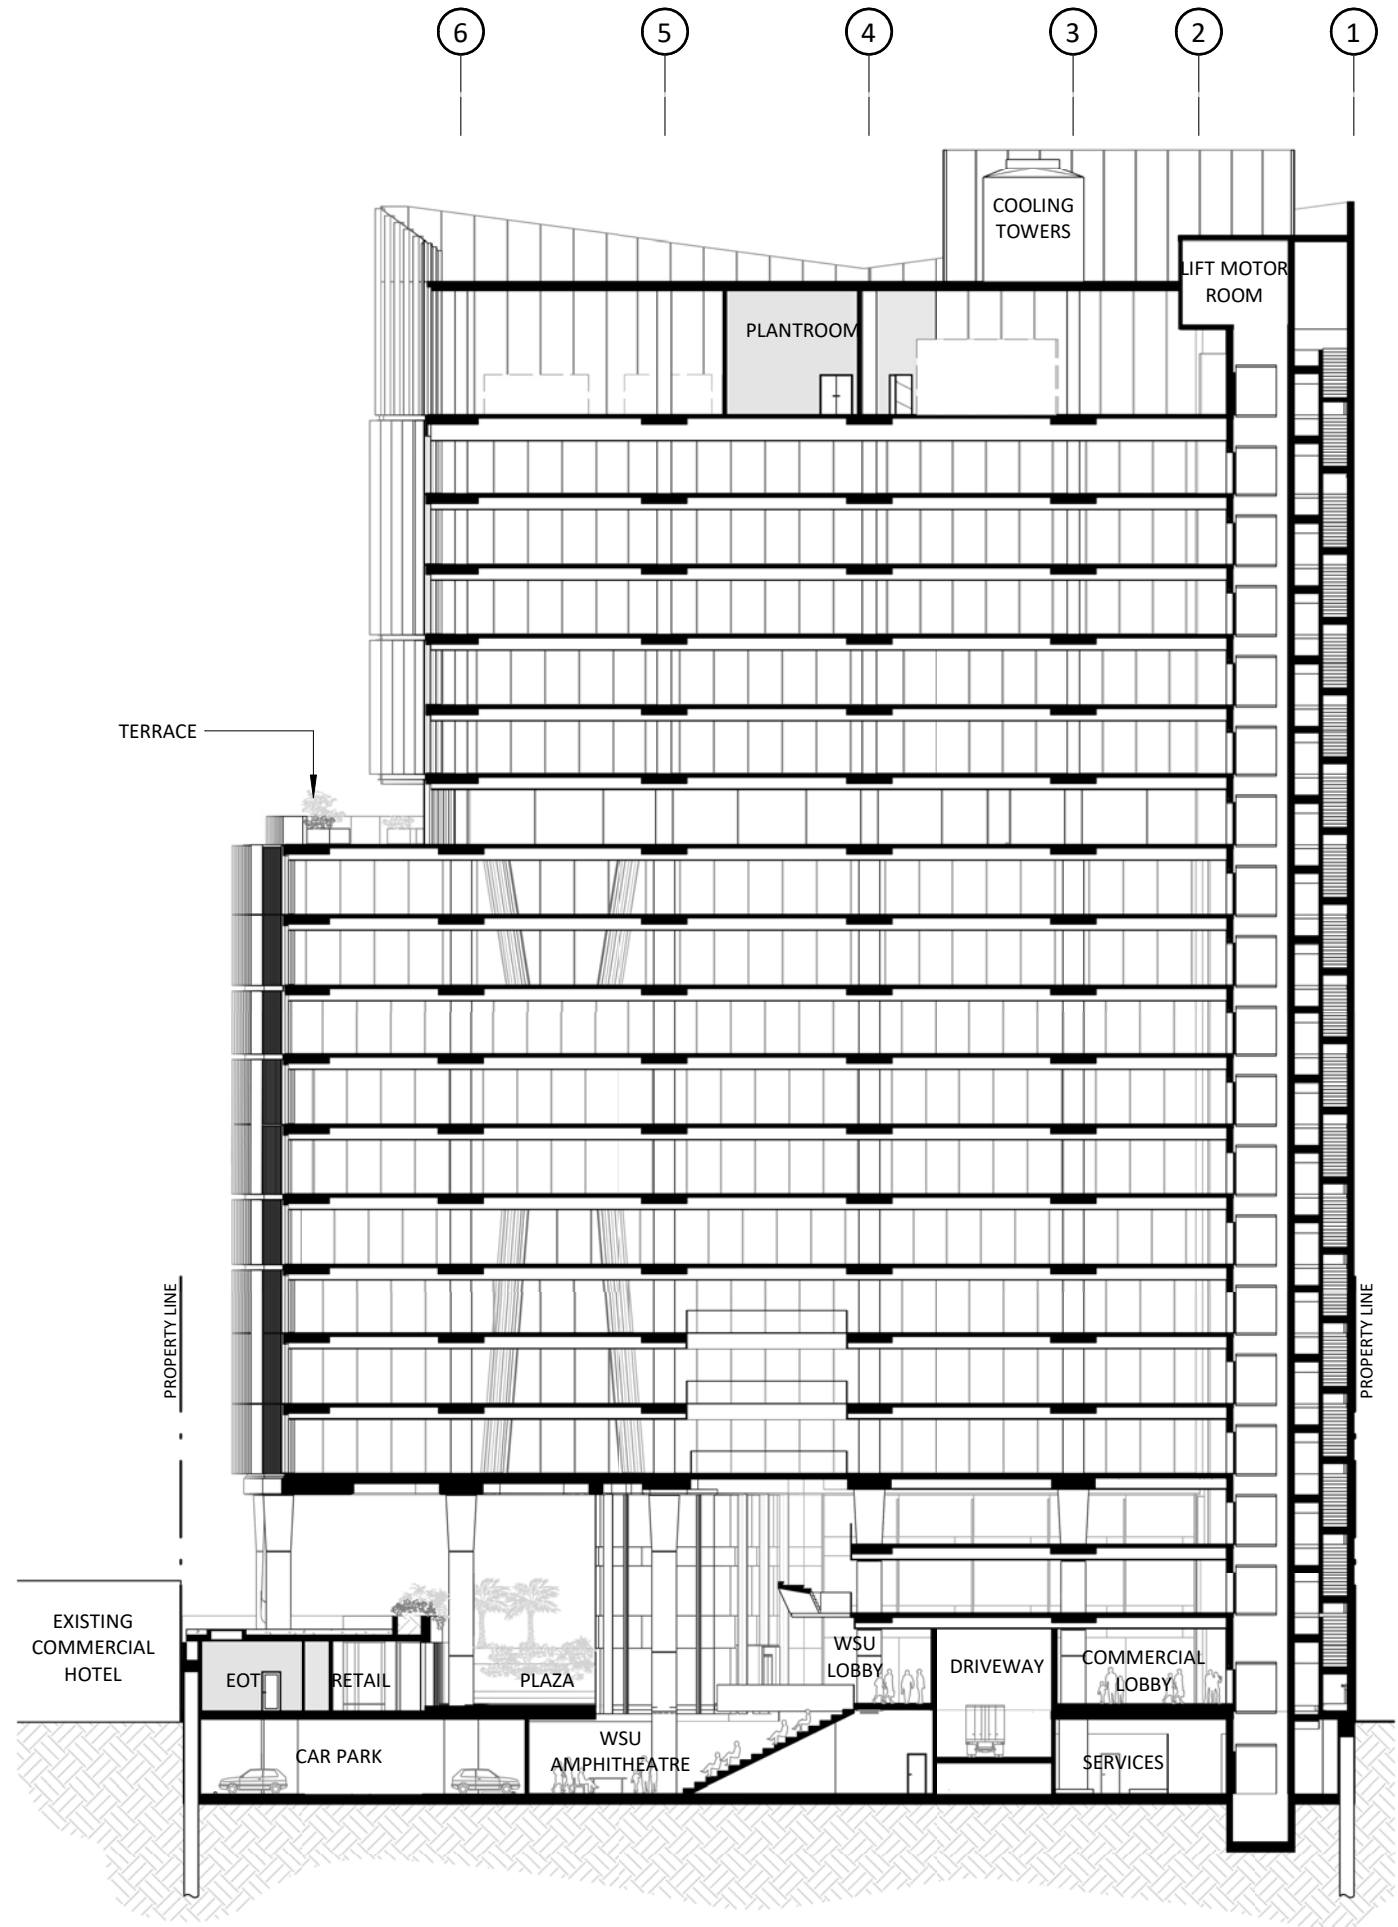 6 5 4 3 2 1
COOLING
TOWERS
LIFT MOTOR
ROOM
PLANTROOM
TERRACE
PROPERTY LINE
PROPERTY LINE
EXISTING
COMMERCIAL
HOTEL
EOT
RETAIL
PLAZA
WSU
LOBBY
DRIVEWAY
COMMERCIAL
LOBBY
CAR PARK
WSU
AMPHITHEATRE
SERVICES